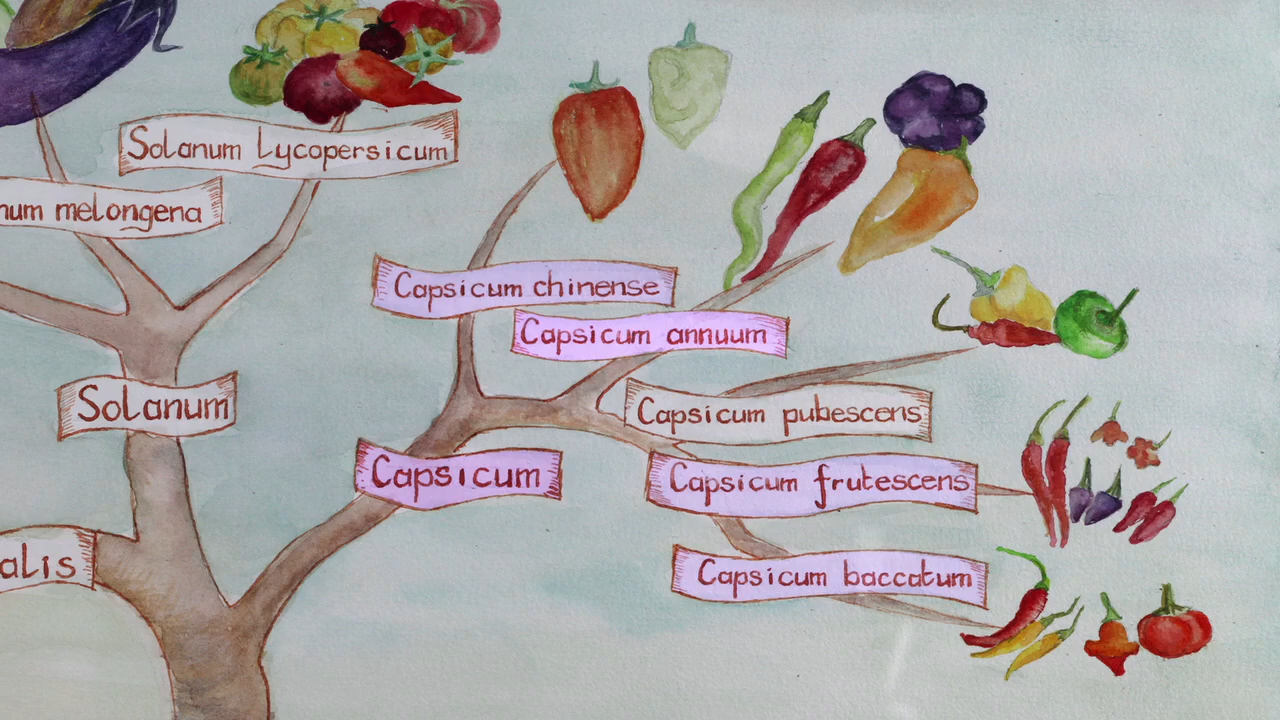 Solanum Lycopersicum
num melongena
Capsicum chinense
Capsicum annuum
Solanum
Capsicum pubescens
Capsicum
Capsicum frutescens
alis
Capsicum baccatum